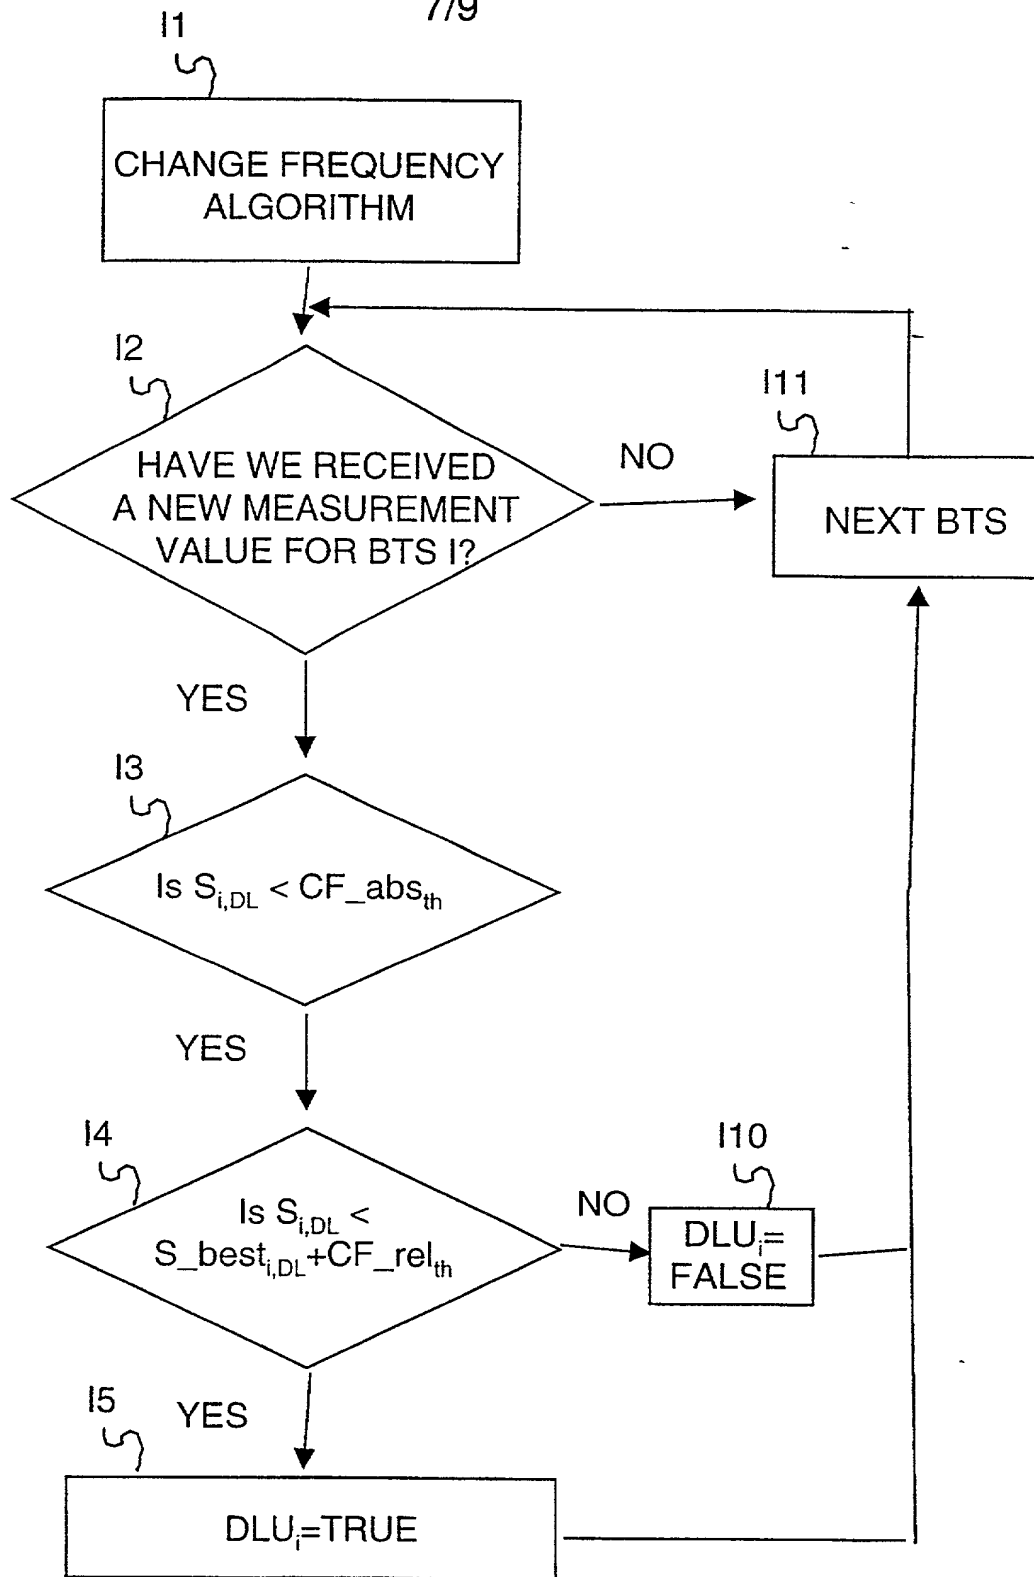 7/9
I1
CHANGE FREQUENCY
ALGORITHM
I2
HAVE WE RECEIVED
A NEW MEASUREMENT
VALUE FOR BTS I?
NO
I11
NEXT BTS
YES
I3
Is S_{i,DL} < CF_abs_{th}
YES
I4
Is S_{i,DL} <
S_best_{i,DL}+CF_rel_{th}
NO
I10
DLU_i=
FALSE
YES
I5
DLU_i=TRUE